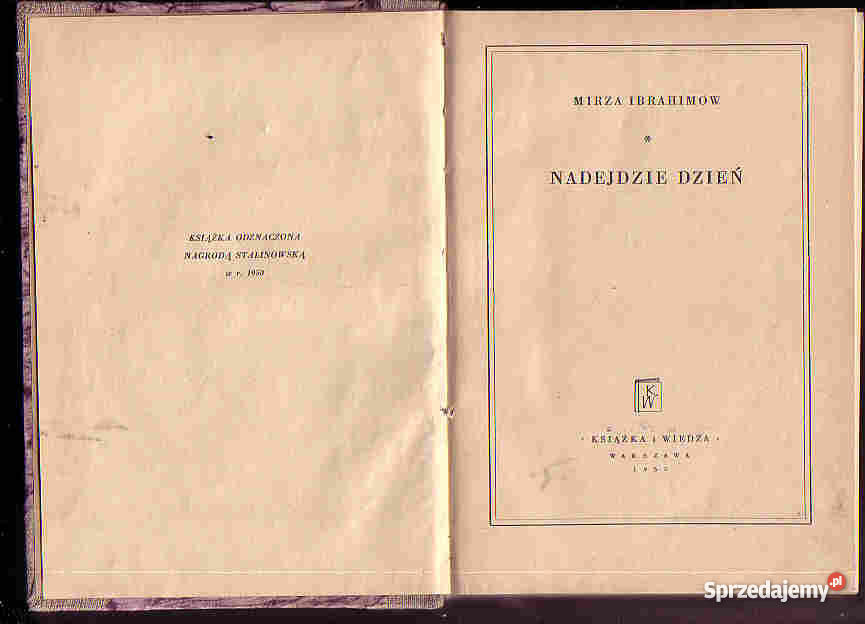 KSIĄŻKA ODZNACZONA
NAGRODĄ STALINOWSKĄ
w r. 1950
MIRZA IBRAHIMOW
*
NADEJDZIE DZIEŃ
KW
• KSIĄŻKA i WIEDZA •
WARSZAWA
Sprzedajemy.pl